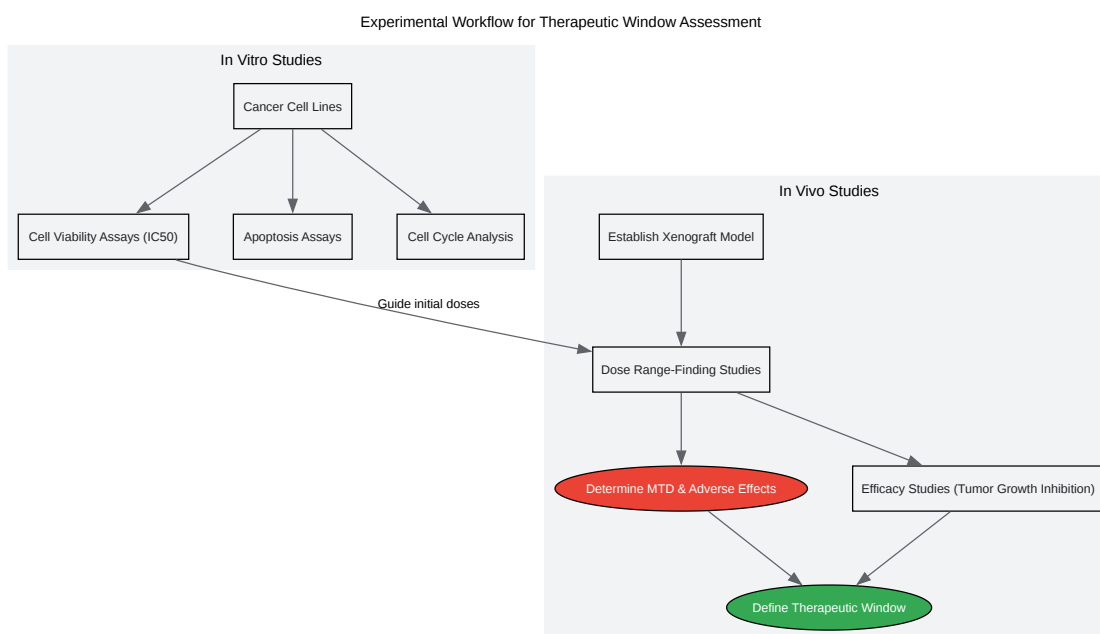 Experimental Workflow for Therapeutic Window Assessment
In Vitro Studies
Cancer Cell Lines
Cell Viability Assays (IC50)
Apoptosis Assays
Cell Cycle Analysis
Guide initial doses
In Vivo Studies
Establish Xenograft Model
Dose Range-Finding Studies
Determine MTD & Adverse Effects
Efficacy Studies (Tumor Growth Inhibition)
Define Therapeutic Window